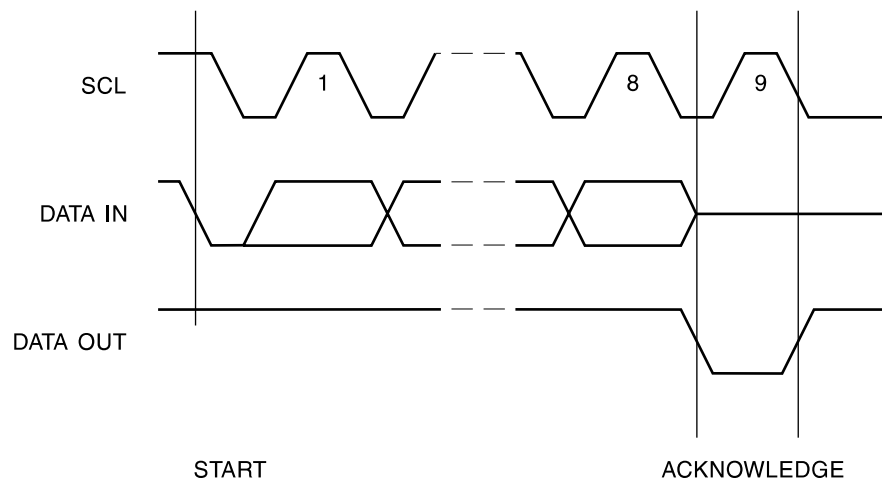 SCL
1
8
9
DATA IN
DATA OUT
START
ACKNOWLEDGE